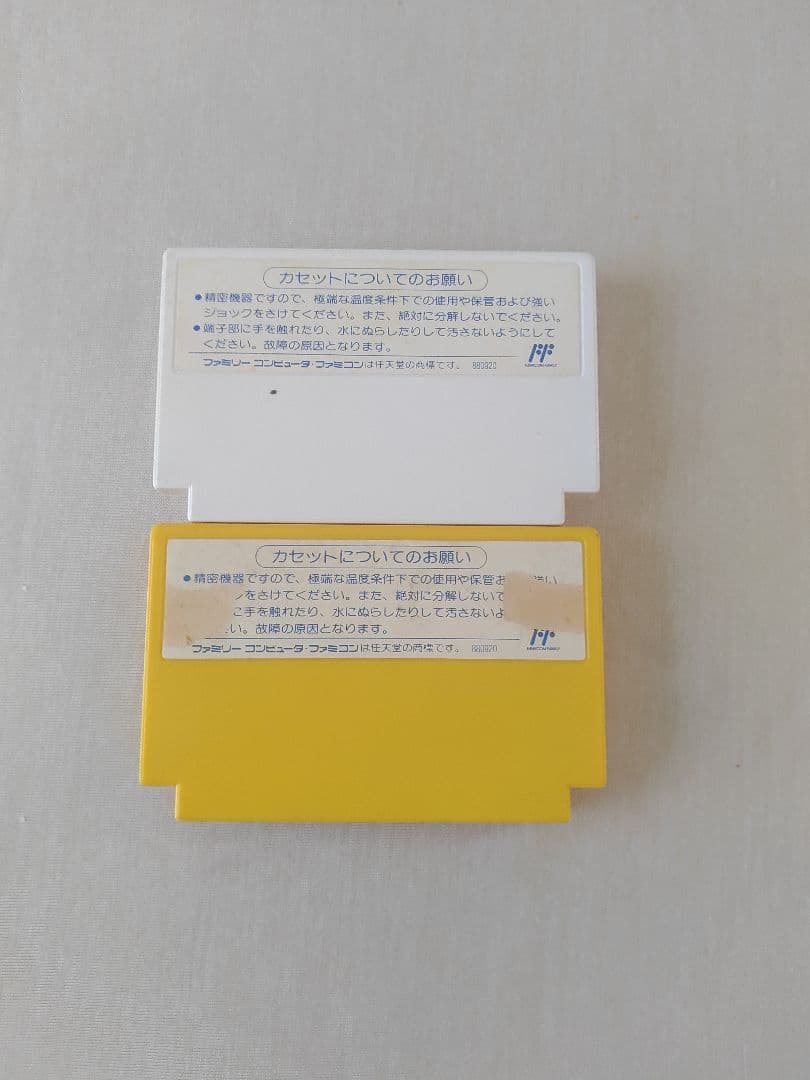 カセットについてのお願い
●精密機器ですので、極端な温度条件下での使用や保管および強い
ショックをさけてください。また、絶対に分解しないでください。
●端子部に手を触れたり、水にぬらしたりして汚さないようにして
ください。故障の原因となります。
ファミリー コンピュータ・ファミコンは任天堂の商標です。 880920
カセットについてのお願い
●精密機器ですので、極端な温度条件下での使用や保管お 強い
をさけてください。また、絶対に分解しないで
に手を触れたり、水にぬらしたりして汚さないよ
い。故障の原因となります。
ファミリー コンピュータ・ファミコンは任天堂の商標です。 880920